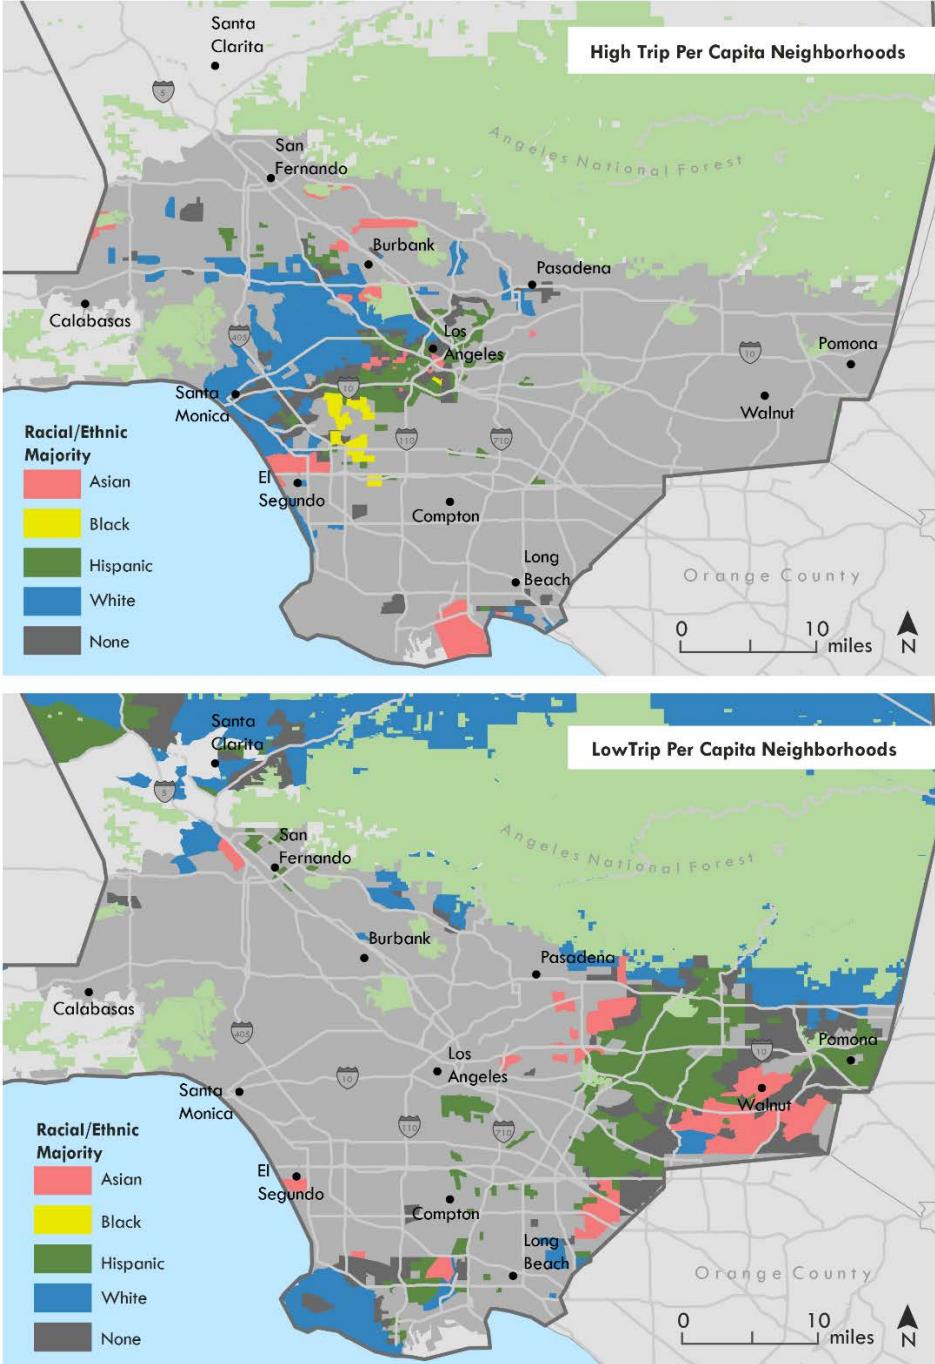 Santa
Clarita
High Trip Per Capita Neighborhoods
5
Angeles National Forest
San
Fernando
Burbank
Pasadena
Calabasas
405
Los
Angeles
10
Pomona
Santa
Monica
10
Walnut
110
710
Racial/Ethnic
Majority
Asian
Black
Hispanic
White
None
El
Segundo
Compton
Long
Beach
Orange County
0 10
miles
N
Santa
Clarita
LowTrip Per Capita Neighborhoods
5
Angeles National Forest
San
Fernando
Burbank
Pasadena
Calabasas
405
Los
Angeles
10
Pomona
10
Santa
Monica
Walnut
110
710
Racial/Ethnic
Majority
Asian
Black
Hispanic
White
None
El
Segundo
Compton
Long
Beach
Orange County
0 10
miles
N